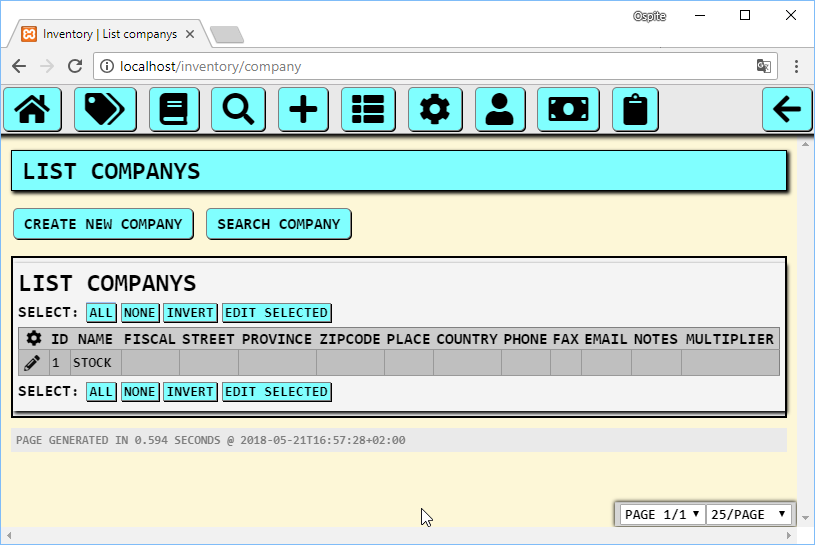 Ospite
Inventory | List companys
localhost/inventory/company
LIST COMPANYS
CREATE NEW COMPANY SEARCH COMPANY
LIST COMPANYS
SELECT: ALL NONE INVERT EDIT SELECTED
ID NAME FISCAL STREET PROVINCE ZIPCODE PLACE COUNTRY PHONE FAX EMAIL NOTES MULTIPLIER
1 STOCK
SELECT: ALL NONE INVERT EDIT SELECTED
PAGE GENERATED IN 0.594 SECONDS @ 2018-05-21T16:57:28+02:00
PAGE 1/1 25/PAGE